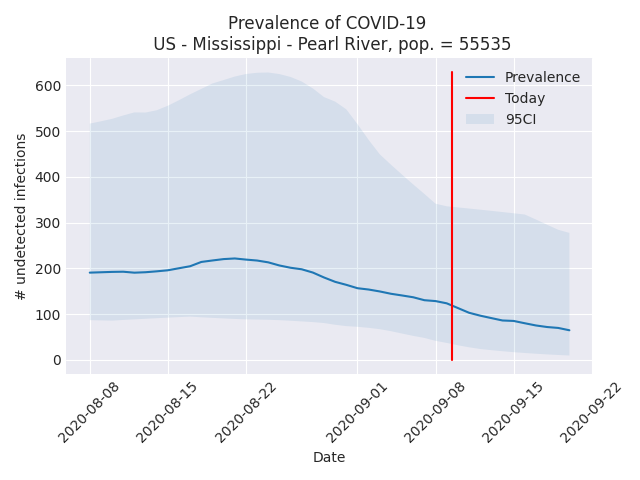 Prevalence of COVID-19
US - Mississippi - Pearl River, pop. = 55535
Prevalence
Today
95CI
# undetected infections
600
500
400
300
200
100
0
2020-08-08
2020-08-15
2020-08-22
2020-09-01
2020-09-08
2020-09-15
2020-09-22
Date